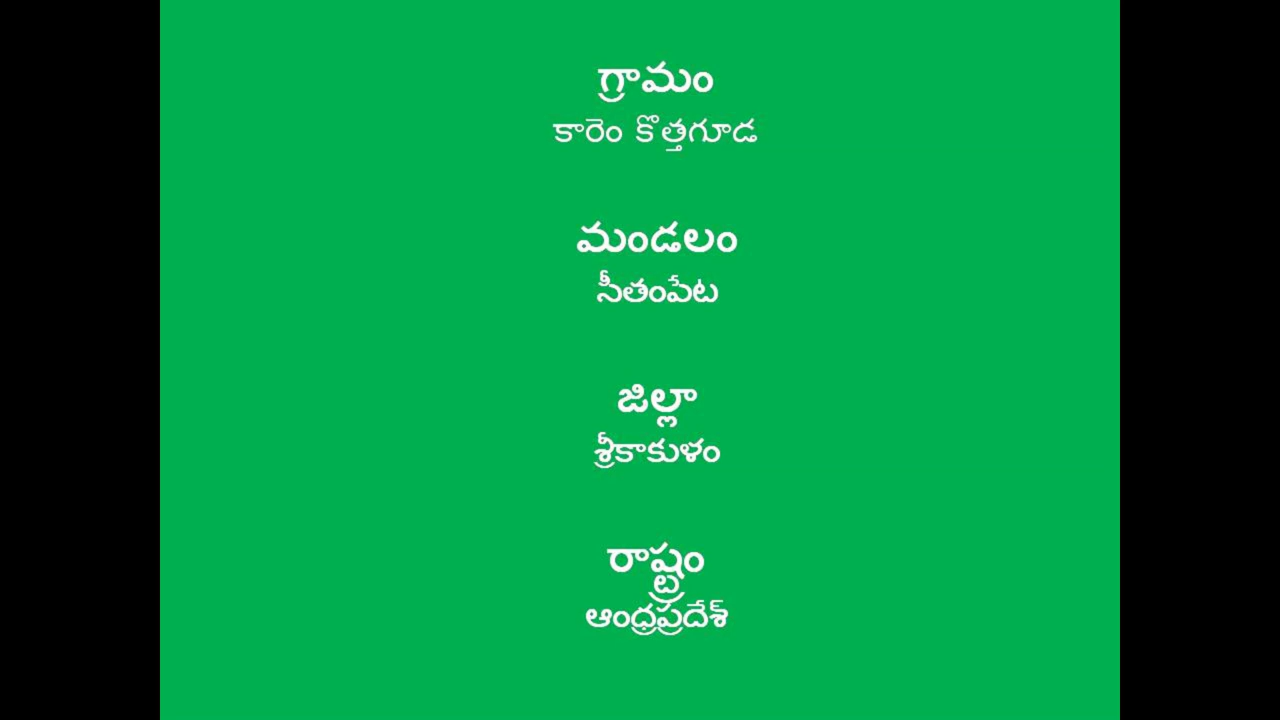 గ్రామం
కారెం కొత్తగూడ
మండలం
సీతంపేట
జిల్లా
శ్రీకాకుళం
రాష్ట్రం
ఆంధ్రప్రదేశ్